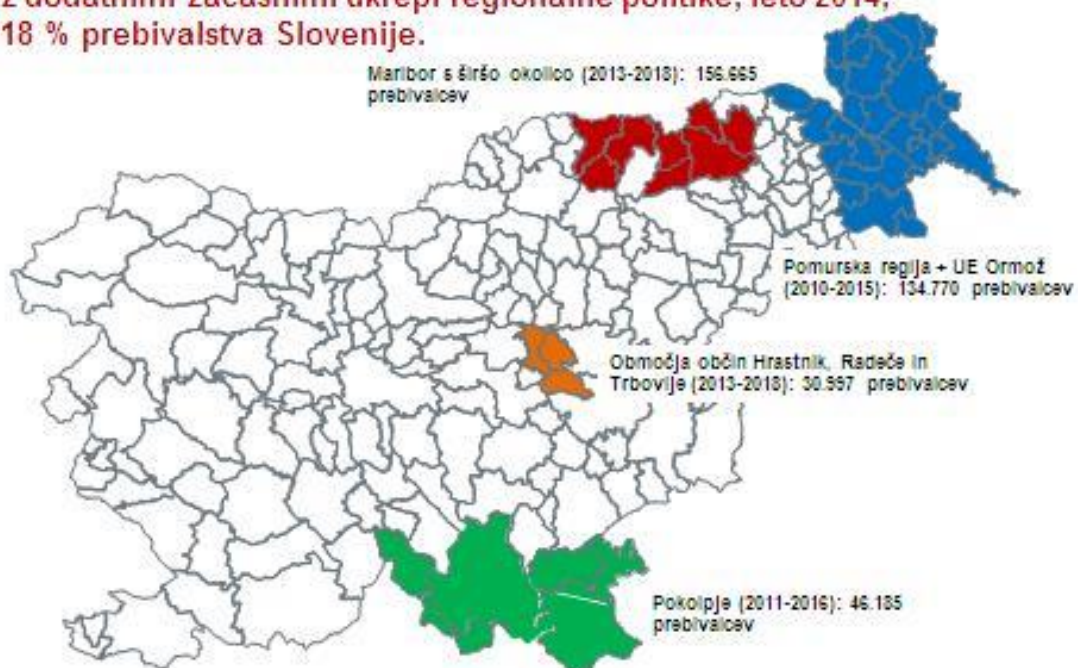 z dodatnimi začasnimi ukrepi regionalne politike, leto 2014,
18 % prebivalstva Slovenije.
Maribor s širšo okolico (2013-2018): 156.665
prebivalcev
Pomurska regija + UE Ormož
(2010-2015): 134.770 prebivalcev
Območja občin Hrastnik, Radeče in
Trbovlje (2013-2018): 30.997 prebivalcev
Pokolpje (2011-2016): 46.185
prebivalcev